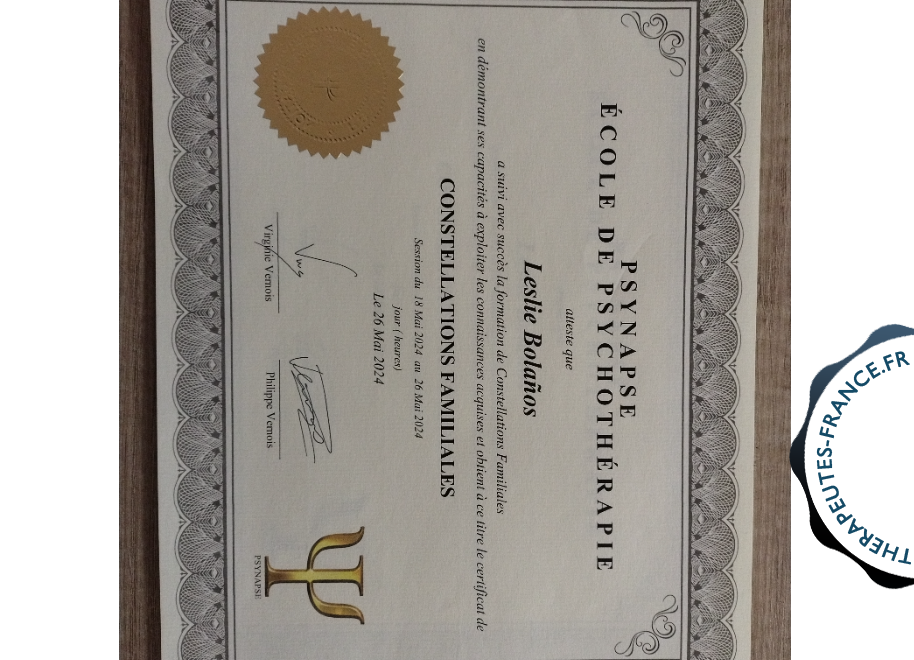 PSYNAPSE
ÉCOLE DE PSYCHOTHÉRAPIE
atteste que
Leslie Bolaños
a suivi avec succès la formation de Constellations Familiales
en démontrant ses capacités à exploiter les connaissances acquises et obtient à ce titre le certificat de
CONSTELLATIONS FAMILIALES
Session du 18 Mai 2024 au 26 Mai 2024
jour ( heures)
Le 26 Mai 2024
Virginie Vernois
Philippe Vernois
PSYNAPSE
THERAPEUTES-FRANCE.FR